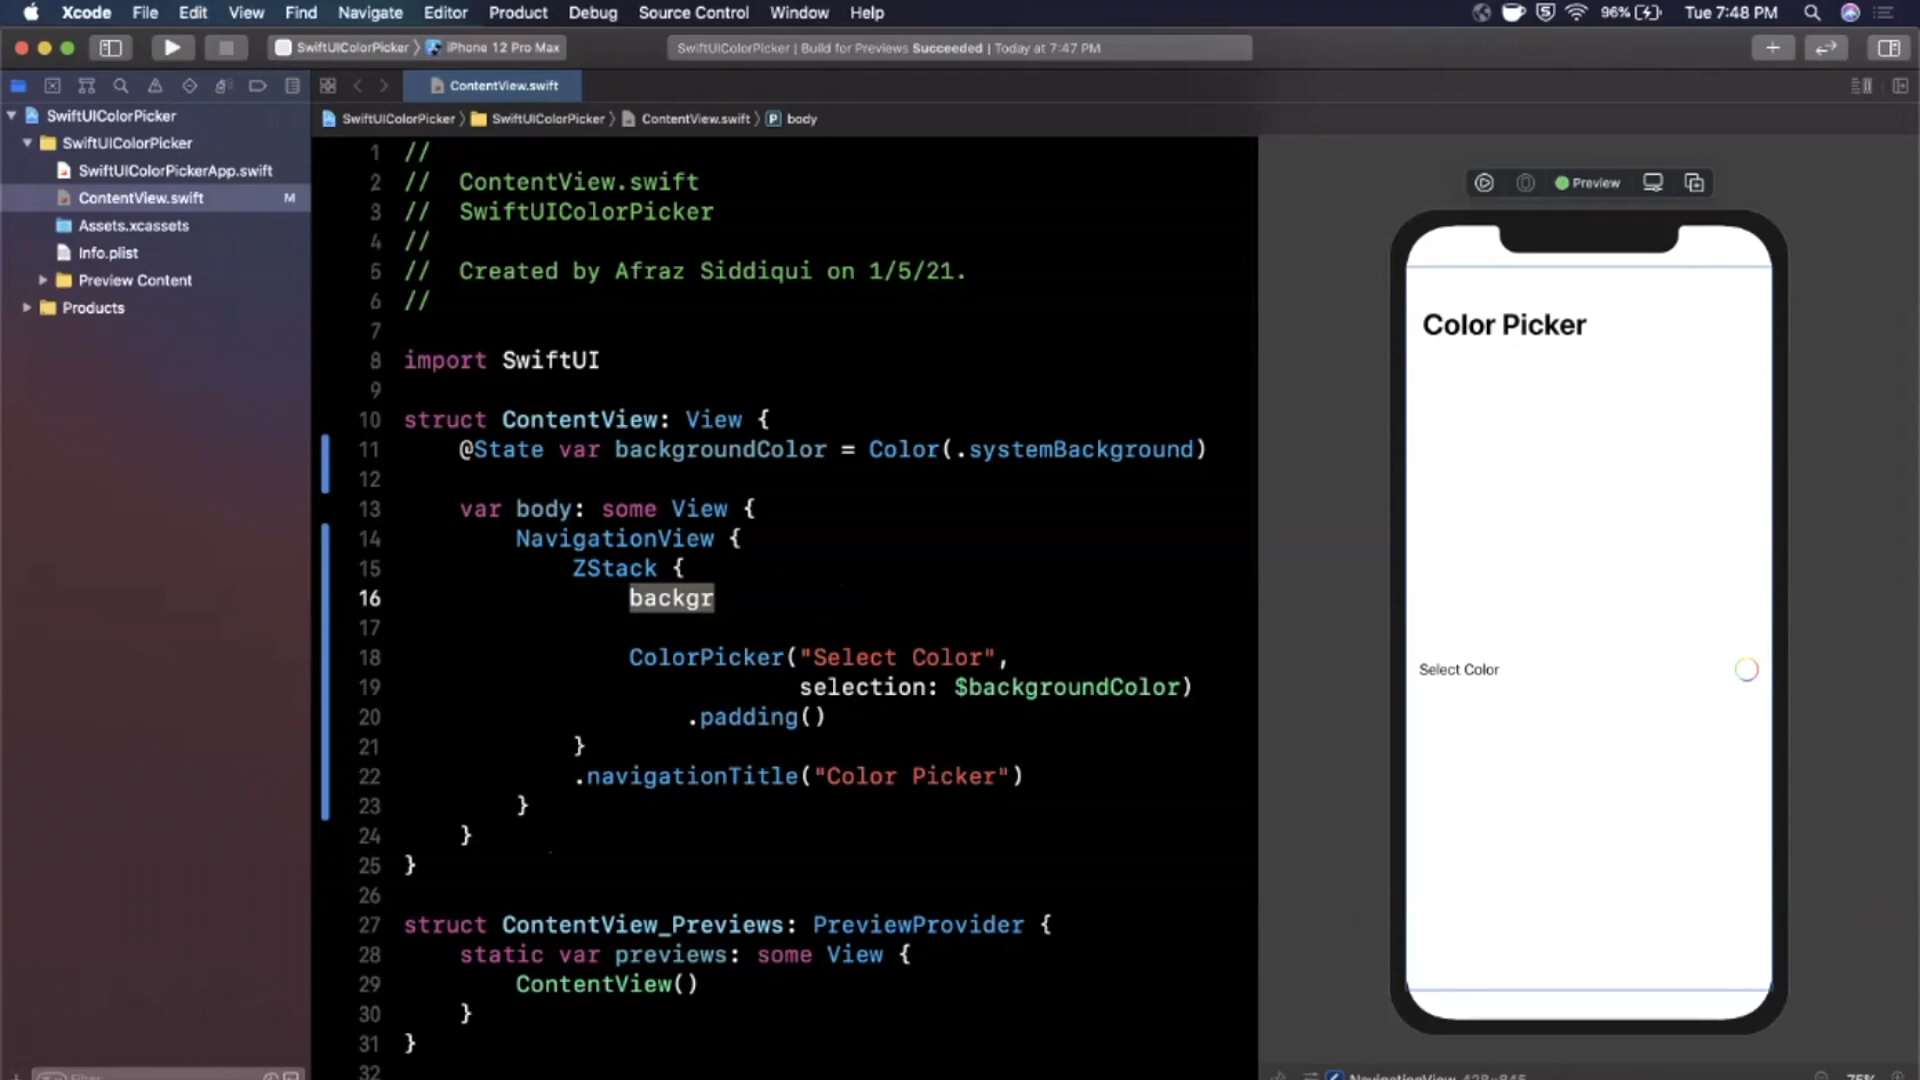 Xcode File Edit View Find Navigate Editor Product Debug Source Control Window Help 96% Tue 7:48 PM
SwiftUIColorPicker 〉 iPhone 12 Pro Max
SwiftUIColorPicker | Build for Previews Succeeded | Today at 7:47 PM
ContentView.swift
SwiftUIColorPicker
SwiftUIColorPicker 〉 SwiftUIColorPicker 〉 ContentView.swift 〉 P body
SwiftUIColorPicker
SwiftUIColorPickerApp.swift
ContentView.swift M
Assets.xcassets
Info.plist
Preview Content
Products
1 //
2 // ContentView.swift
3 // SwiftUIColorPicker
4 //
5 // Created by Afraz Siddiqui on 1/5/21.
6 //
7
8 import SwiftUI
9
10 struct ContentView: View {
11 @State var backgroundColor = Color(.systemBackground)
12
13 var body: some View {
14 NavigationView {
15 ZStack {
16 backgr
17
18 ColorPicker("Select Color",
19 selection: $backgroundColor)
20 .padding()
21 }
22 .navigationTitle("Color Picker")
23 }
24 }
25 }
26
27 struct ContentView_Previews: PreviewProvider {
28 static var previews: some View {
29 ContentView()
30 }
31 }
32
Preview
Color Picker
Select Color
Filter
NavigationView 428×845
75%